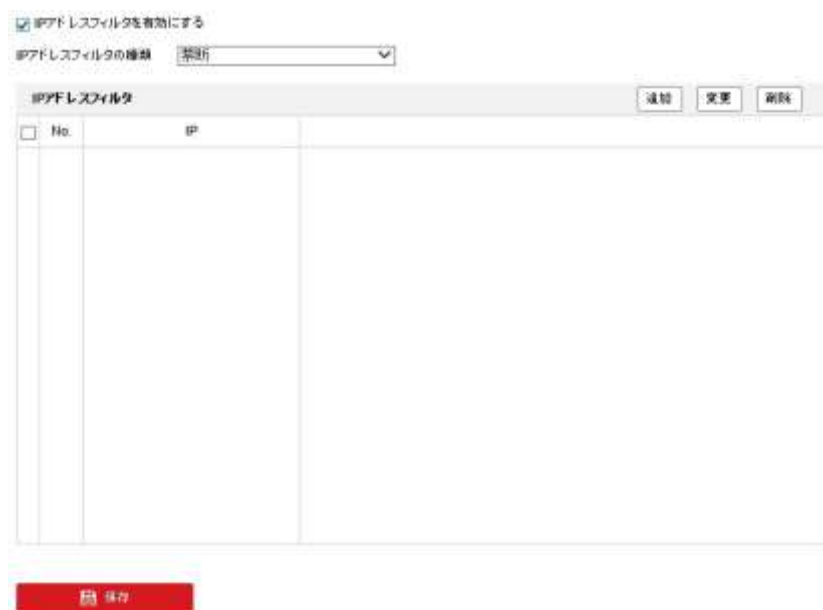 IPアドレスフィルタを有効にする
IPアドレスフィルタの種類 禁断
IPアドレスフィルタ 追加 変更 削除
No. IP
保存